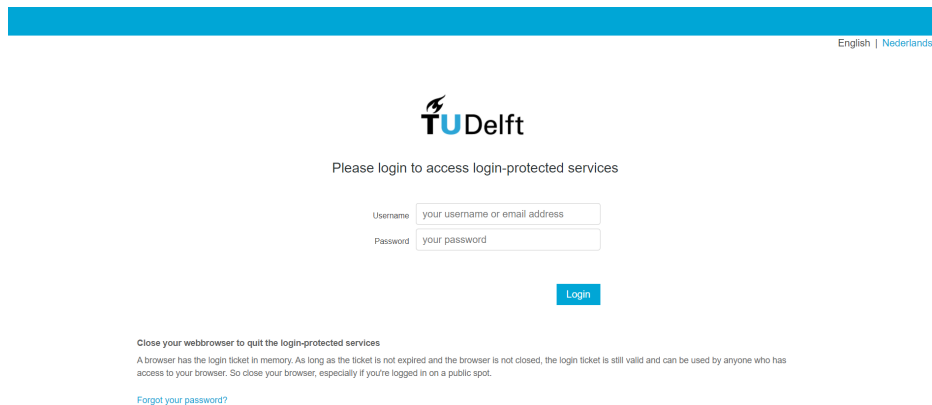 English | Nederlands
TUDelft
Please login to access login-protected services
Username your username or email address
Password your password
Login
Close your webbrowser to quit the login-protected services
A browser has the login ticket in memory. As long as the ticket is not expired and the browser is not closed, the login ticket is still valid and can be used by anyone who has
access to your browser. So close your browser, especially if you're logged in on a public spot.
Forgot your password?